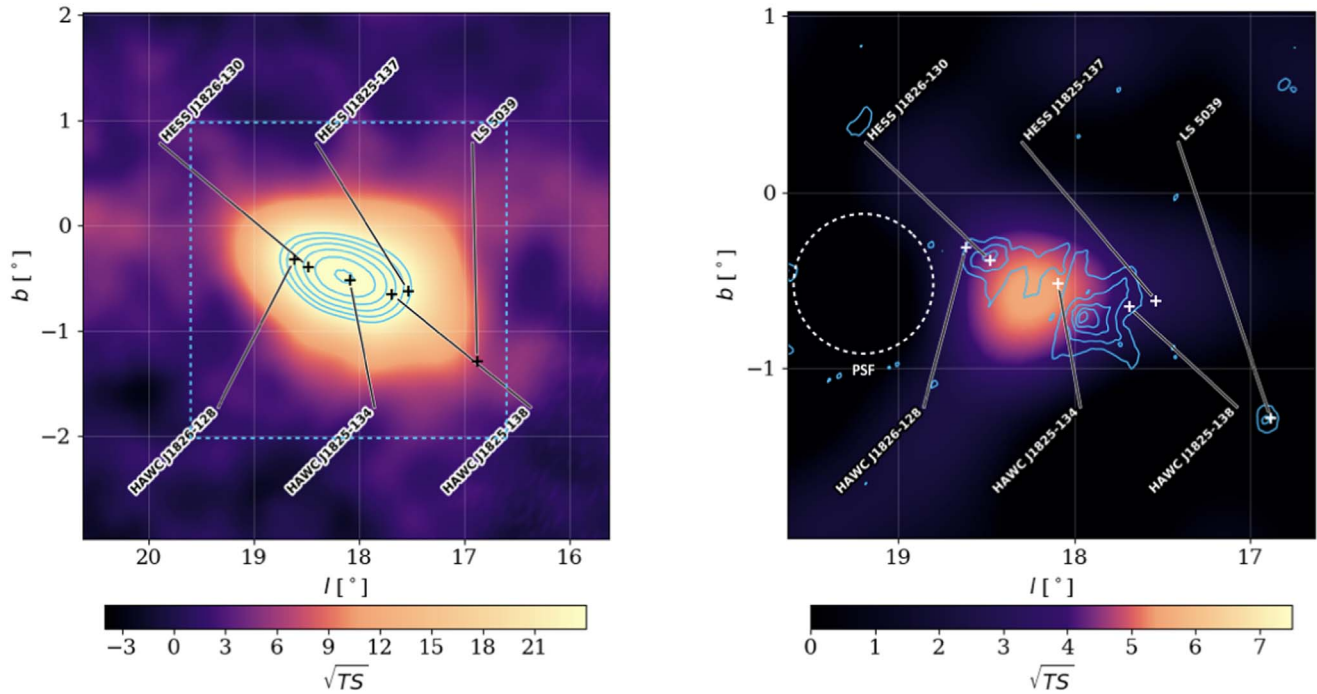 2
1
0
−1
−2
b [ ° ]
HESS J1826-130
HESS J1825-137
LS 5039
HAWC J1826-128
HAWC J1825-134
HAWC J1825-138
20
19
18
17
16
l [ ° ]
−3 0 3 6 9 12 15 18 21
√TS
1
0
−1
b [ ° ]
HESS J1826-130
HESS J1825-137
LS 5039
PSF
HAWC J1826-128
HAWC J1825-134
HAWC J1825-138
19
18
17
l [ ° ]
0 1 2 3 4 5 6 7
√TS